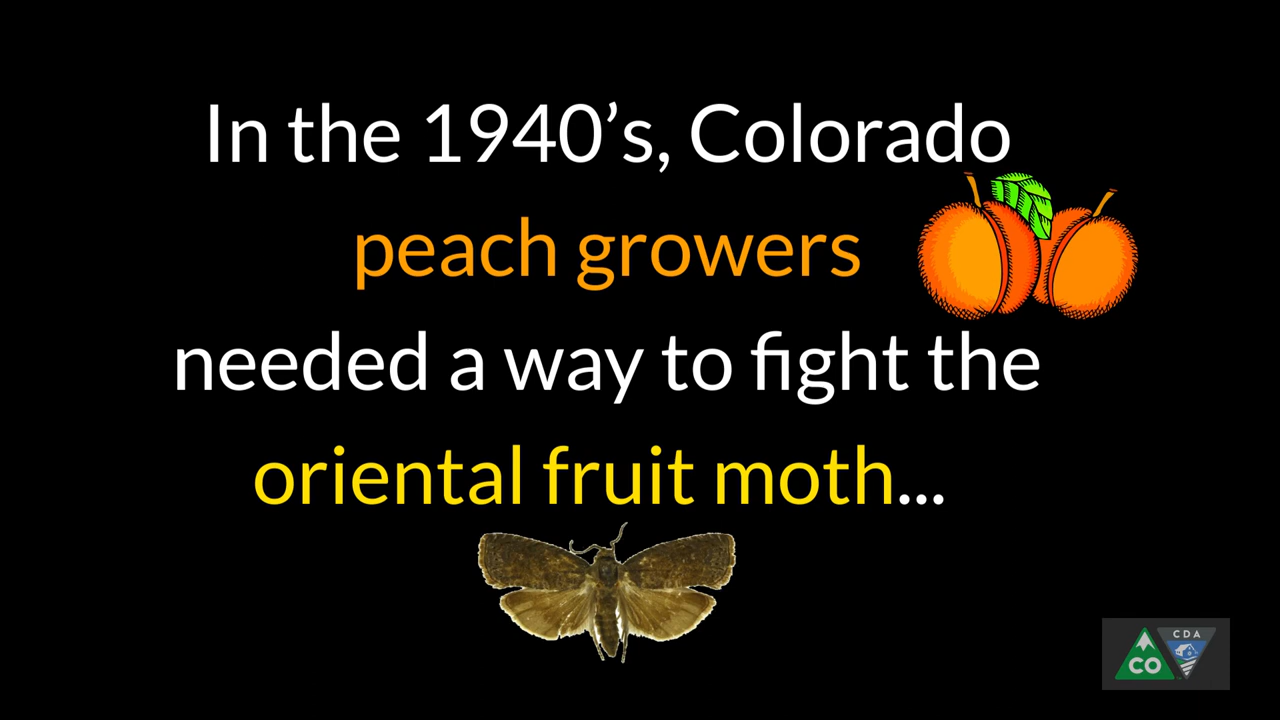 In the 1940’s, Colorado
peach growers
needed a way to fight the
oriental fruit moth...
CDA
CO